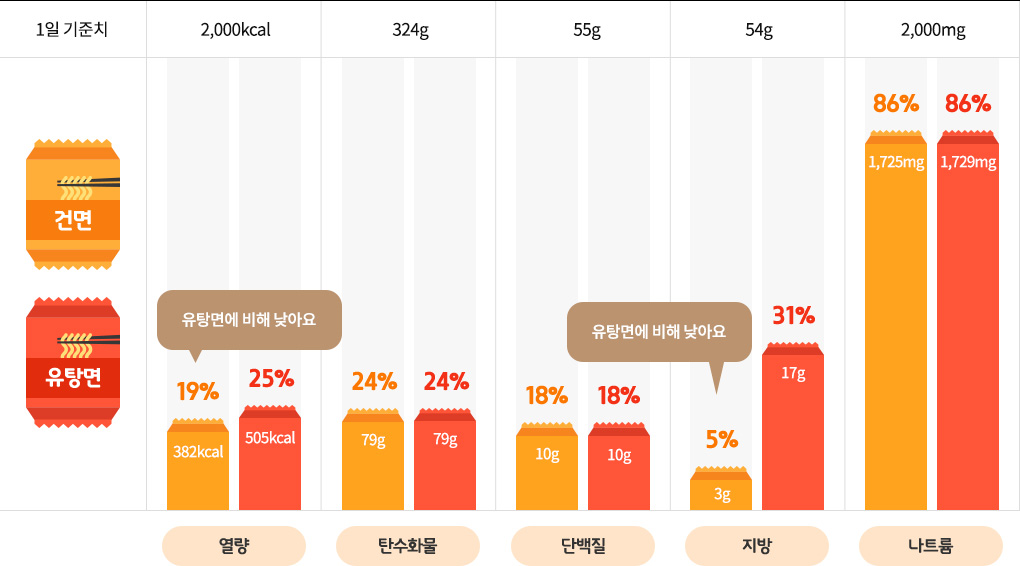 1일 기준치
2,000kcal
324g
55g
54g
2,000mg
건면
유탕면
유탕면에 비해 낮아요
19%
25%
382kcal
505kcal
24%
24%
79g
79g
18%
18%
10g
10g
유탕면에 비해 낮아요
5%
31%
3g
17g
86%
86%
1,725mg
1,729mg
열량
탄수화물
단백질
지방
나트륨